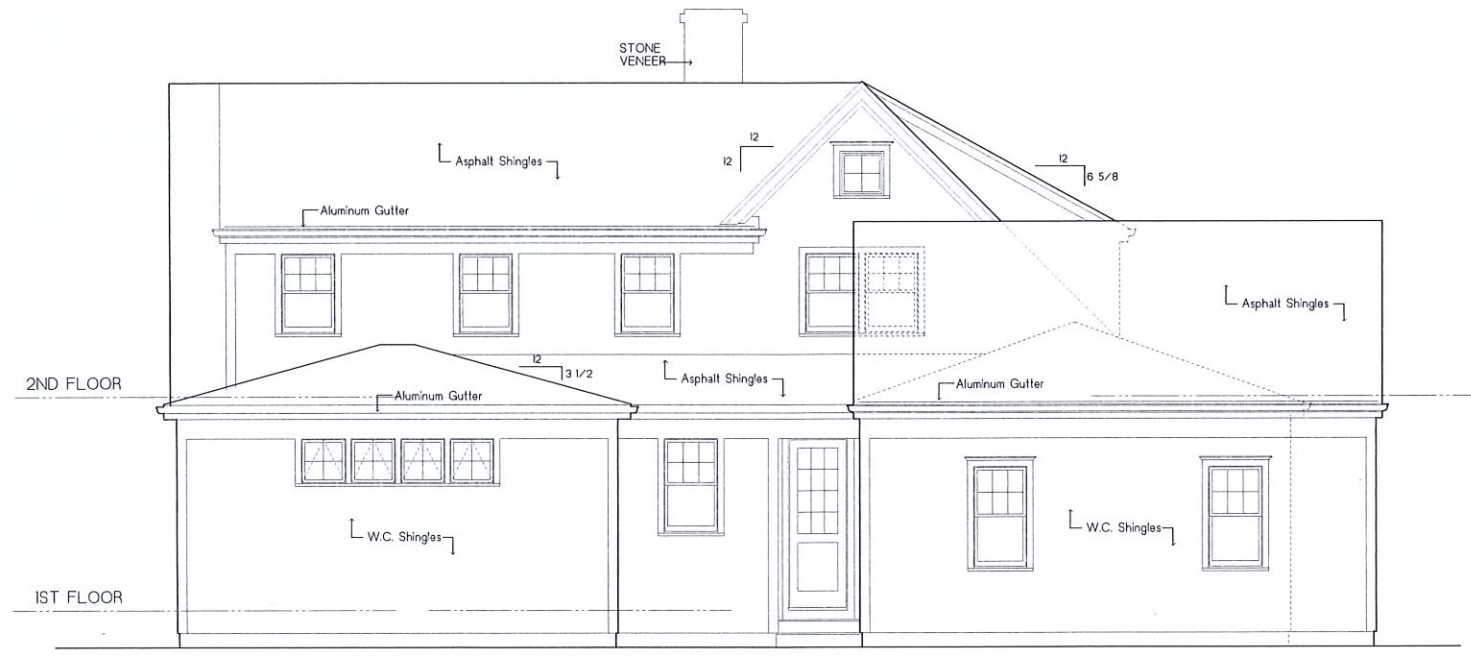 STONE
VENEER
12
12
Asphalt Shingles
12
6 5/8
Aluminum Gutter
Asphalt Shingles
12
3 1/2
Asphalt Shingles
2ND FLOOR
Aluminum Gutter
Aluminum Gutter
W.C. Shingles
W.C. Shingles
1ST FLOOR